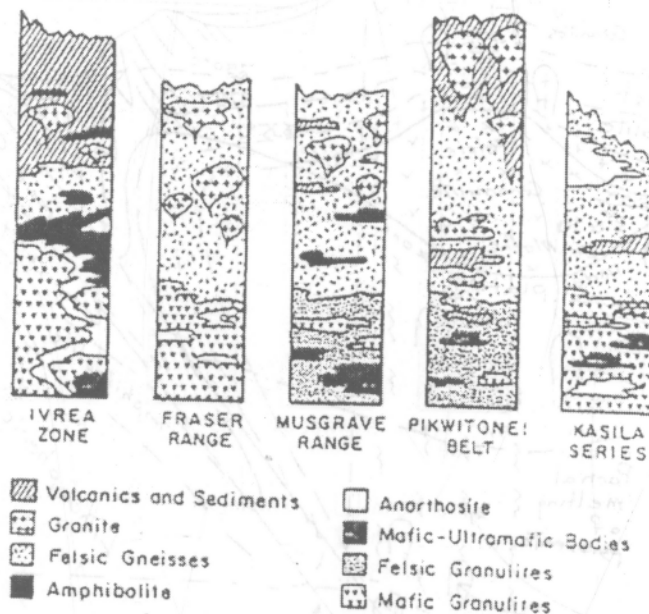 IVREA
ZONE
FRASER
RANGE
MUSGRAVE
RANGE
BELT
KASILA
SERIES
Volcanics and Sediments
Granite
Felsic Gneisses
Amphibolite
Anorthosite
Mafic-Ultramafic Bodies
Felsic Granulites
Mafic Granulites